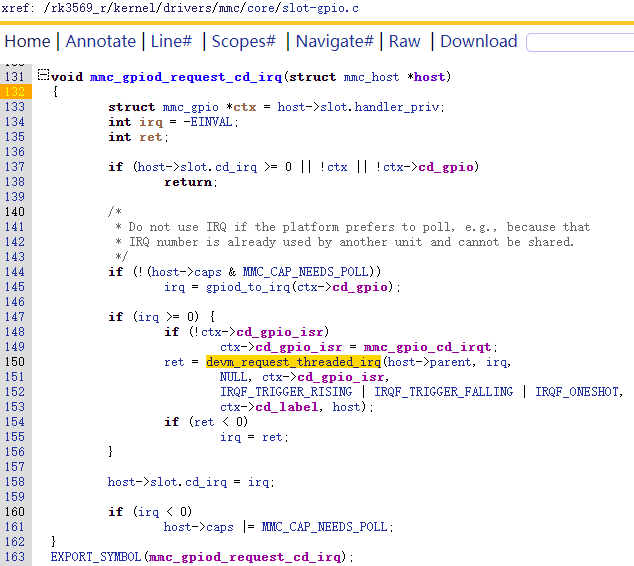 xref: /rk3569_r/kernel/drivers/mmc/core/slot-gpio.c
Home | Annotate | Line# | Scopes# | Navigate# | Raw | Download
131 void mmc_gpiod_request_cd_irq(struct mmc_host *host)
132 {
133 struct mmc_gpio *ctx = host->slot.handler_priv;
134 int irq = -EINVAL;
135 int ret;
136
137 if (host->slot.cd_irq >= 0 || !ctx || !ctx->cd_gpio)
138 return;
139
140 /*
141 * Do not use IRQ if the platform prefers to poll, e.g., because that
142 * IRQ number is already used by another unit and cannot be shared.
143 */
144 if (!(host->caps & MMC_CAP_NEEDS_POLL))
145 irq = gpiod_to_irq(ctx->cd_gpio);
146
147 if (irq >= 0) {
148 if (!ctx->cd_gpio_isr)
149 ctx->cd_gpio_isr = mmc_gpio_cd_irqt;
150 ret = devm_request_threaded_irq(host->parent, irq,
151 NULL, ctx->cd_gpio_isr,
152 IRQF_TRIGGER_RISING | IRQF_TRIGGER_FALLING | IRQF_ONESHOT,
153 ctx->cd_label, host);
154 if (ret < 0)
155 irq = ret;
156 }
157
158 host->slot.cd_irq = irq;
159
160 if (irq < 0)
161 host->caps |= MMC_CAP_NEEDS_POLL;
162 }
163 EXPORT_SYMBOL(mmc_gpiod_request_cd_irq);